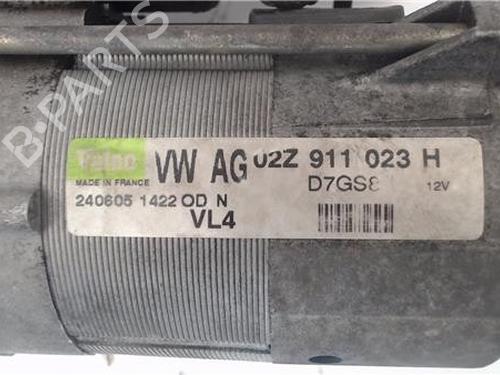 B-PARTS
Valeo
VW AG 02Z 911 023 H
MADE IN FRANCE
D7GS8 12V
240605 1422 OD N
VL4